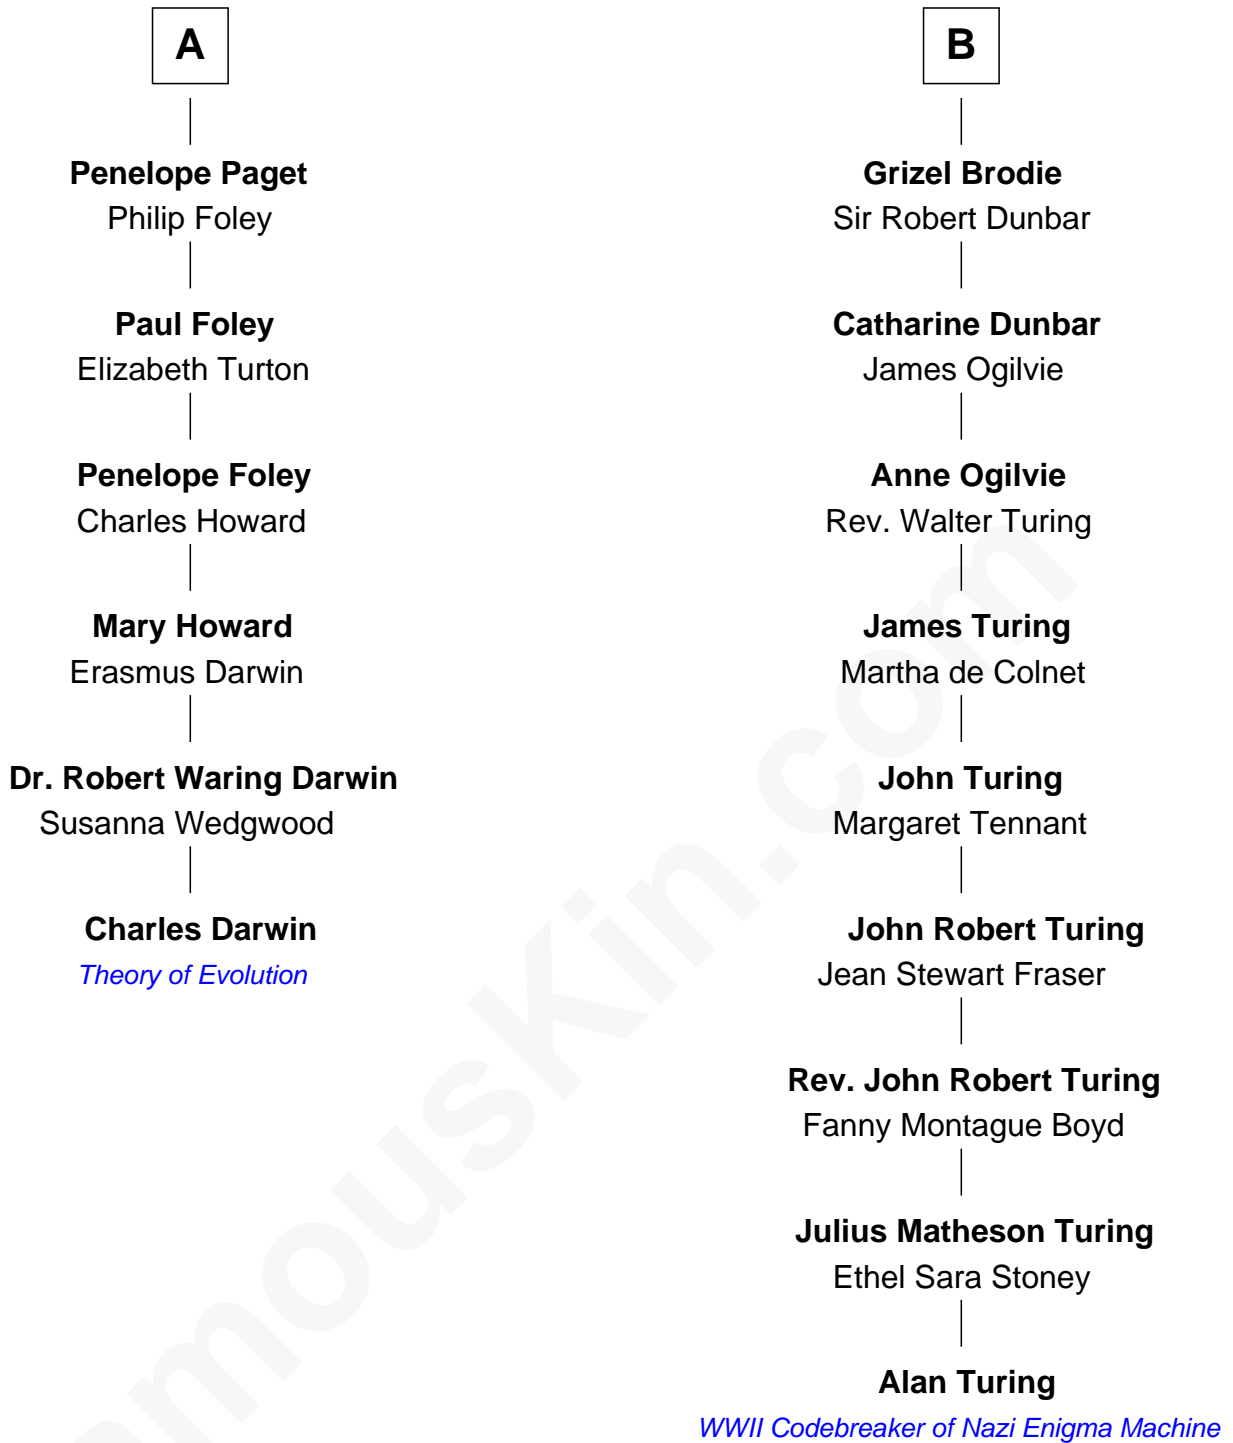 A
Penelope Paget
Philip Foley
Paul Foley
Elizabeth Turton
Penelope Foley
Charles Howard
Mary Howard
Erasmus Darwin
Dr. Robert Waring Darwin
Susanna Wedgwood
Charles Darwin
Theory of Evolution
B
Grizel Brodie
Sir Robert Dunbar
Catharine Dunbar
James Ogilvie
Anne Ogilvie
Rev. Walter Turing
James Turing
Martha de Colnet
John Turing
Margaret Tennant
John Robert Turing
Jean Stewart Fraser
Rev. John Robert Turing
Fanny Montague Boyd
Julius Matheson Turing
Ethel Sara Stoney
Alan Turing
WWII Codebreaker of Nazi Enigma Machine
amouskin.com